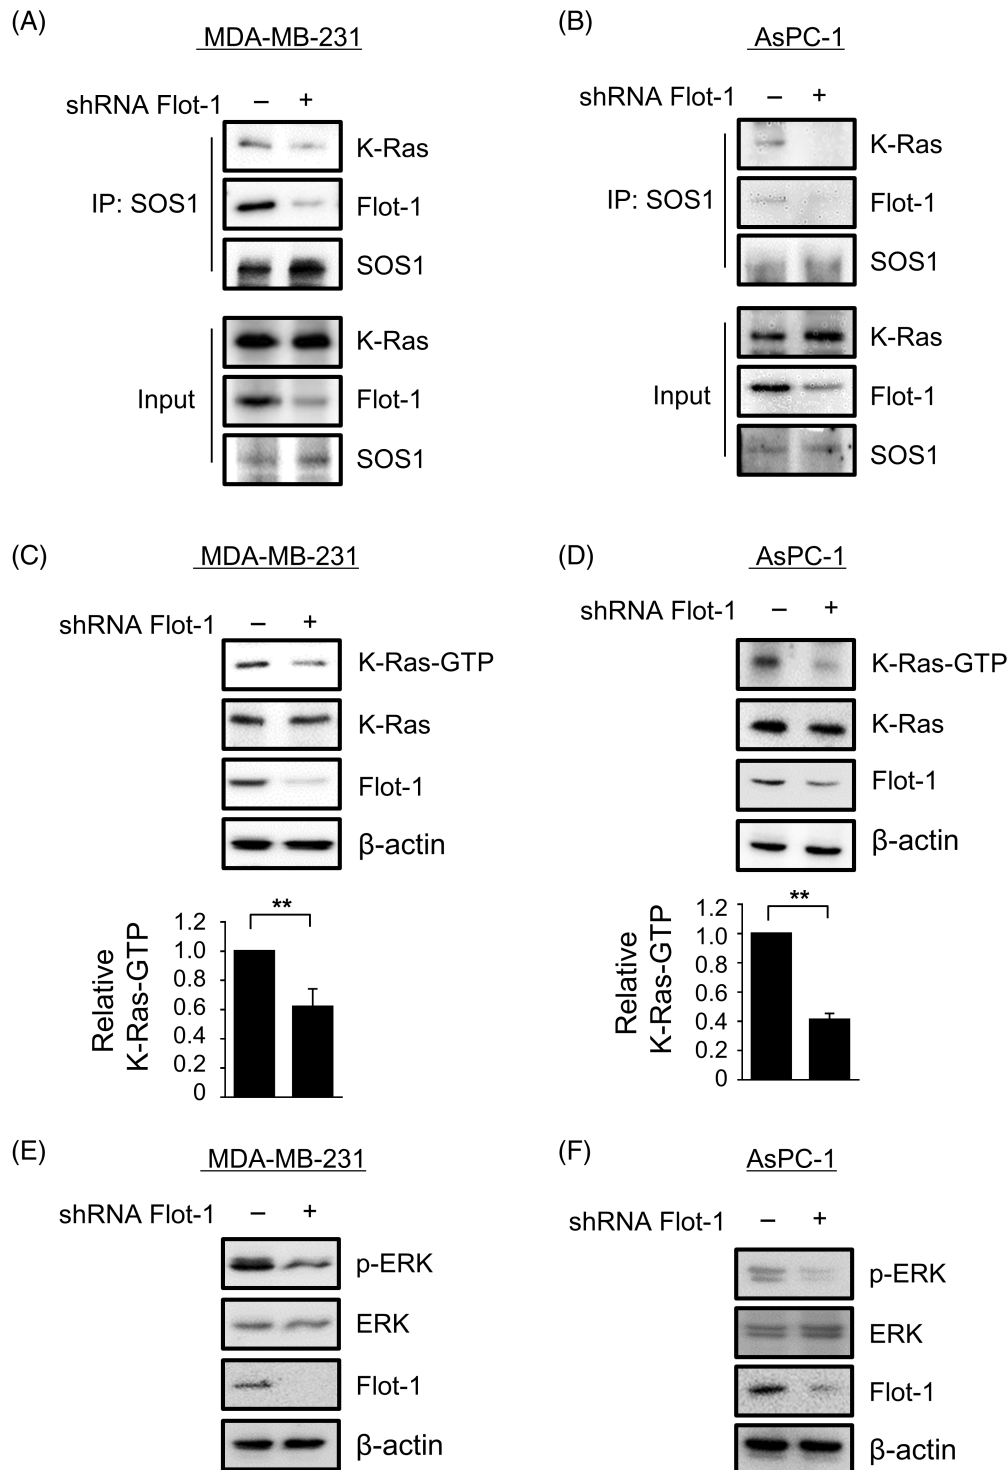 (A)
MDA-MB-231
shRNA Flot-1 – +
K-Ras
IP: SOS1
Flot-1
SOS1
K-Ras
Input
Flot-1
SOS1
(B)
AsPC-1
shRNA Flot-1 – +
K-Ras
IP: SOS1
Flot-1
SOS1
K-Ras
Input
Flot-1
SOS1
(C)
MDA-MB-231
shRNA Flot-1 – +
K-Ras-GTP
K-Ras
Flot-1
β-actin
**
Relative
K-Ras-GTP
1.2
1.0
0.8
0.6
0.4
0.2
0
(D)
AsPC-1
shRNA Flot-1 – +
K-Ras-GTP
K-Ras
Flot-1
β-actin
**
Relative
K-Ras-GTP
1.2
1.0
0.8
0.6
0.4
0.2
0
(E)
MDA-MB-231
shRNA Flot-1 – +
p-ERK
ERK
Flot-1
β-actin
(F)
AsPC-1
shRNA Flot-1 – +
p-ERK
ERK
Flot-1
β-actin